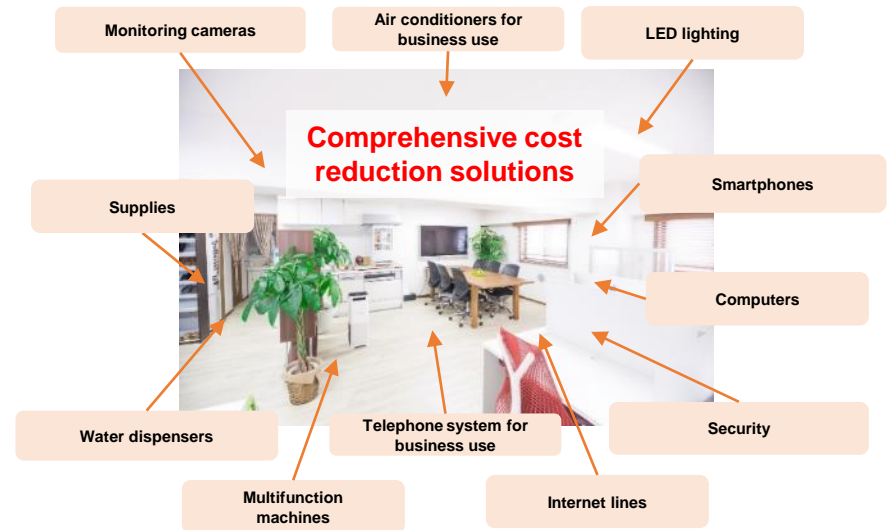 Monitoring cameras
Air conditioners for
business use
LED lighting
Comprehensive cost
reduction solutions
Smartphones
Supplies
Computers
Water dispensers
Telephone system for
business use
Security
Multifunction
machines
Internet lines